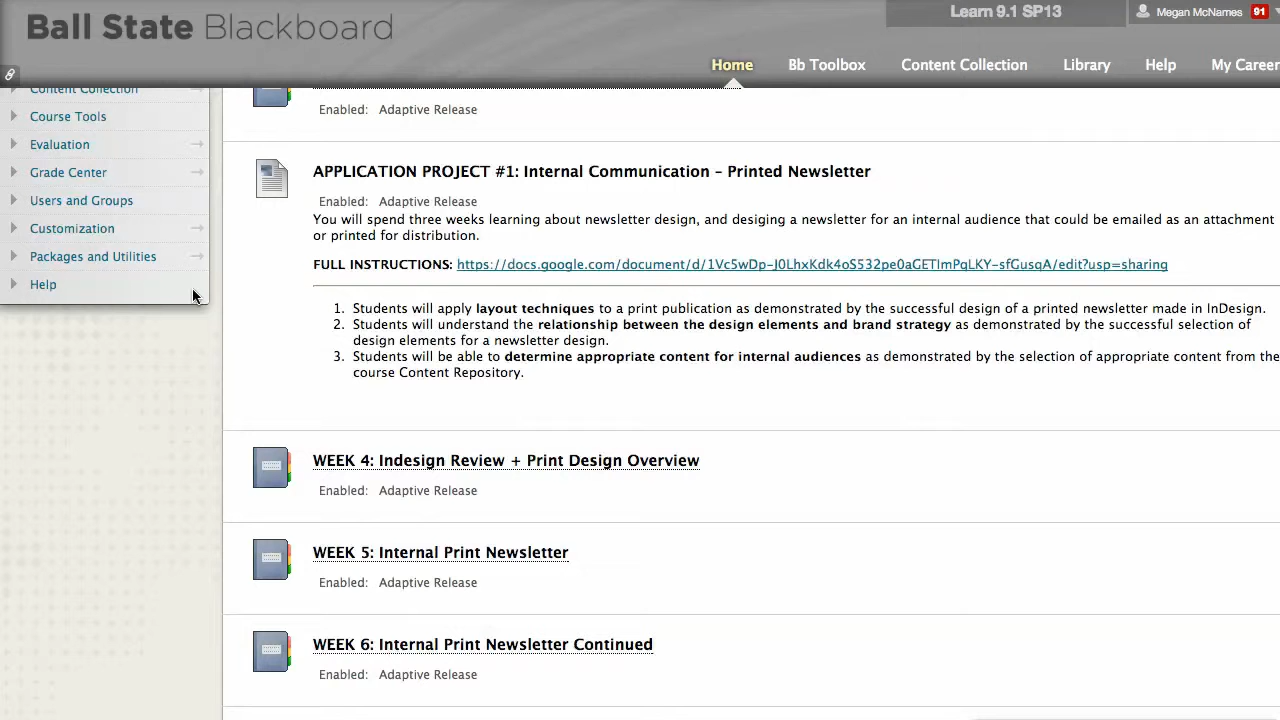 Ball State Blackboard
Learn 9.1 SP13
Megan McNames 91
Home Bb Toolbox Content Collection Library Help My Career
Content Collection
Course Tools
Evaluation
Grade Center
Users and Groups
Customization
Packages and Utilities
Help
Enabled: Adaptive Release
APPLICATION PROJECT #1: Internal Communication – Printed Newsletter
Enabled: Adaptive Release
You will spend three weeks learning about newsletter design, and desiging a newsletter for an internal audience that could be emailed as an attachment
or printed for distribution.
FULL INSTRUCTIONS: https://docs.google.com/document/d/1Vc5wDp-J0LhxKdk4oS532pe0aGETImPqLKY-sfGusqA/edit?usp=sharing
1. Students will apply layout techniques to a print publication as demonstrated by the successful design of a printed newsletter made in InDesign.
2. Students will understand the relationship between the design elements and brand strategy as demonstrated by the successful selection of
design elements for a newsletter design.
3. Students will be able to determine appropriate content for internal audiences as demonstrated by the selection of appropriate content from the
course Content Repository.
WEEK 4: Indesign Review + Print Design Overview
Enabled: Adaptive Release
WEEK 5: Internal Print Newsletter
Enabled: Adaptive Release
WEEK 6: Internal Print Newsletter Continued
Enabled: Adaptive Release